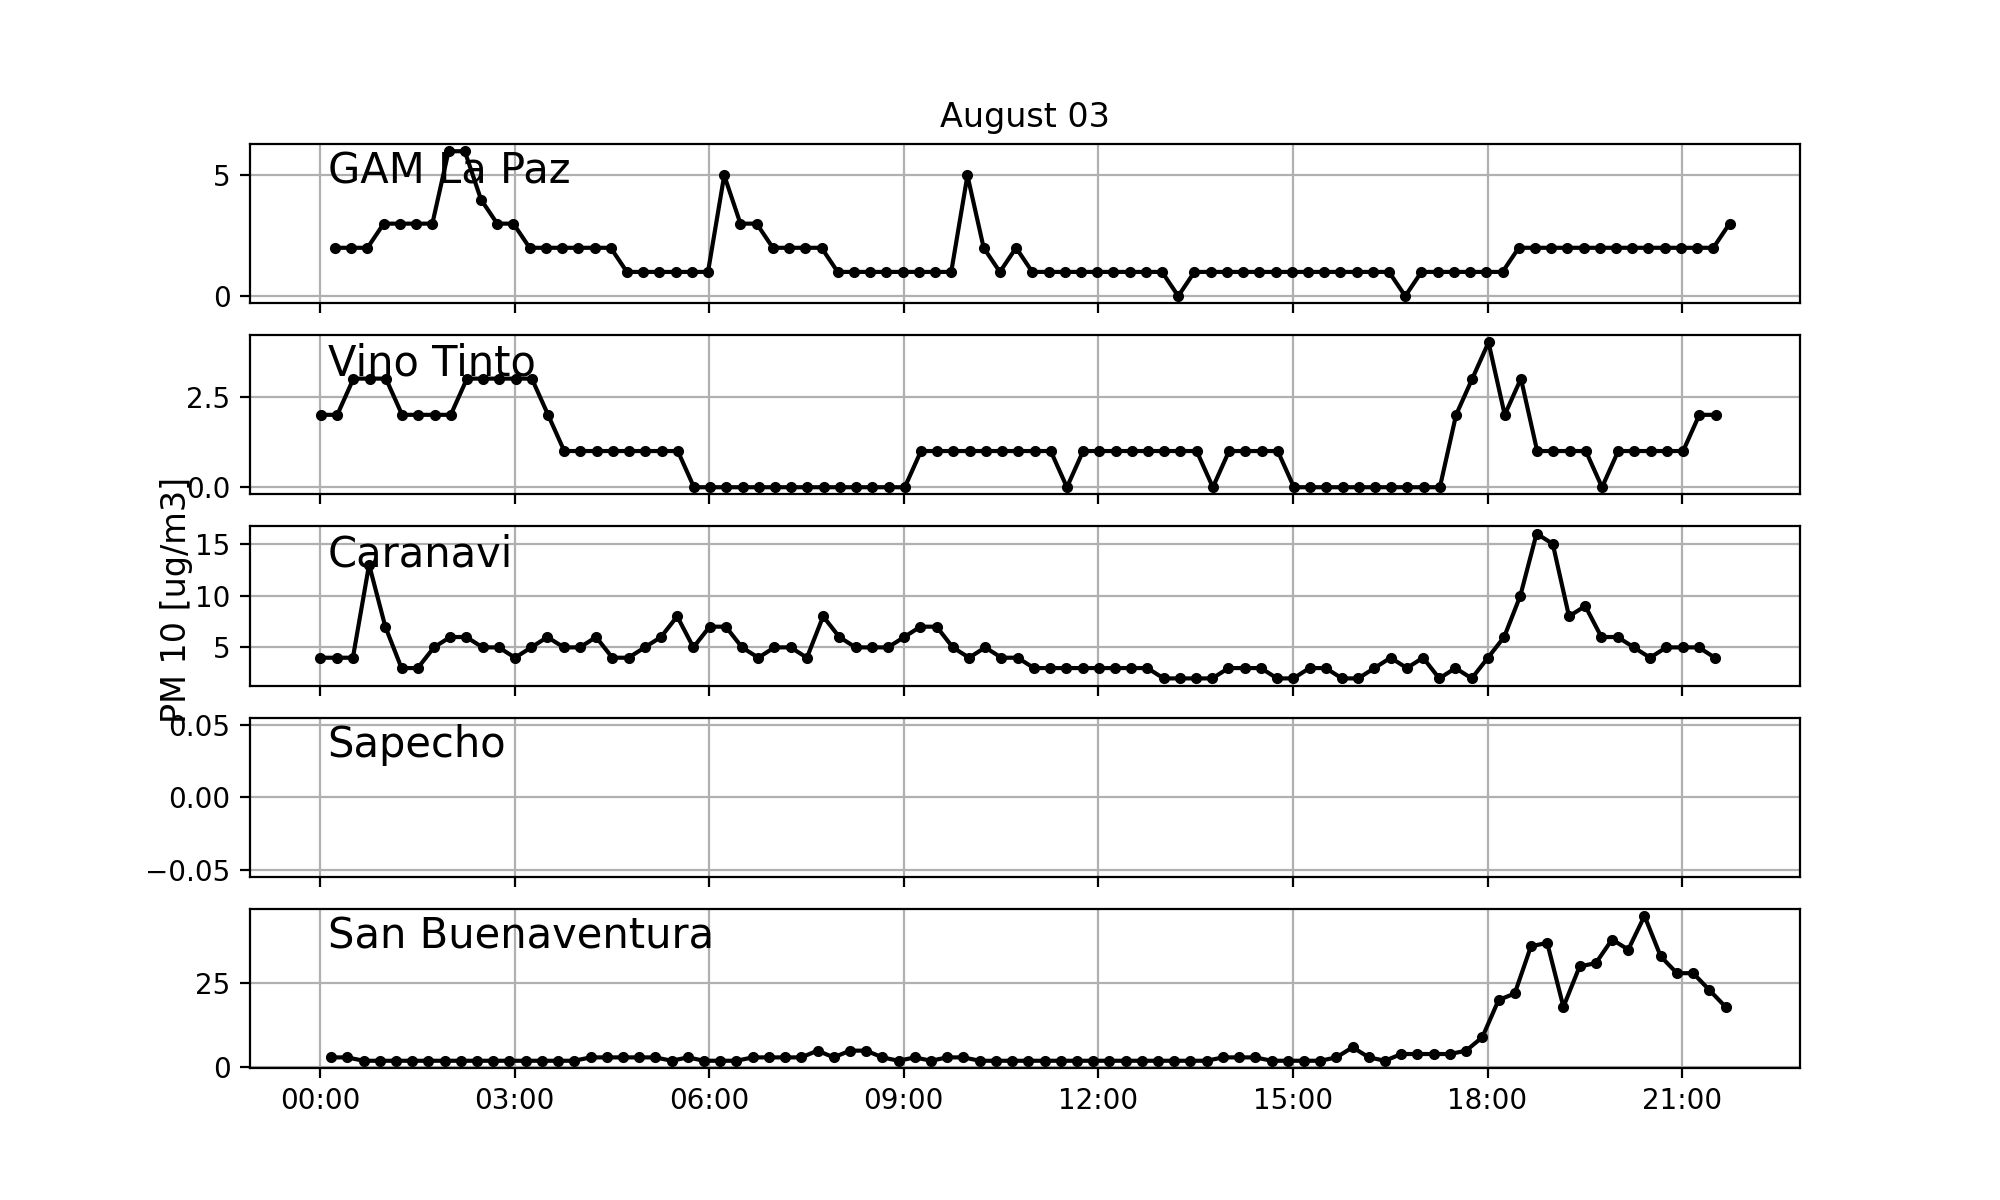 August 03
GAM La Paz
5
0
Vino Tinto
2.5
0.0
PM 10 [ug/m3]
Caranavi
15
10
5
Sapecho
0.05
0.00
−0.05
San Buenaventura
25
0
00:00 03:00 06:00 09:00 12:00 15:00 18:00 21:00